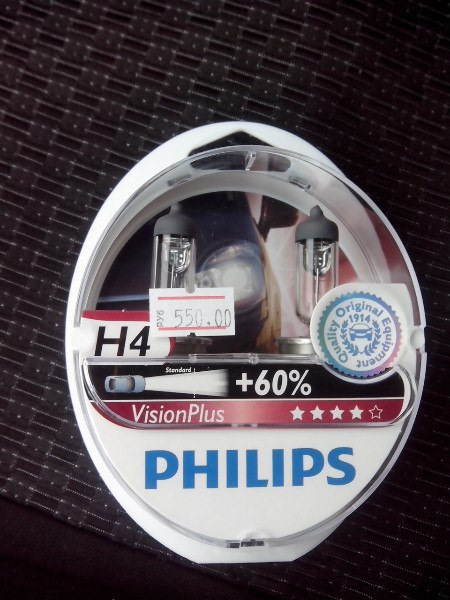 руб 550.00
H4
Quality Original Equipment
1914
Standard
+60%
VisionPlus
PHILIPS